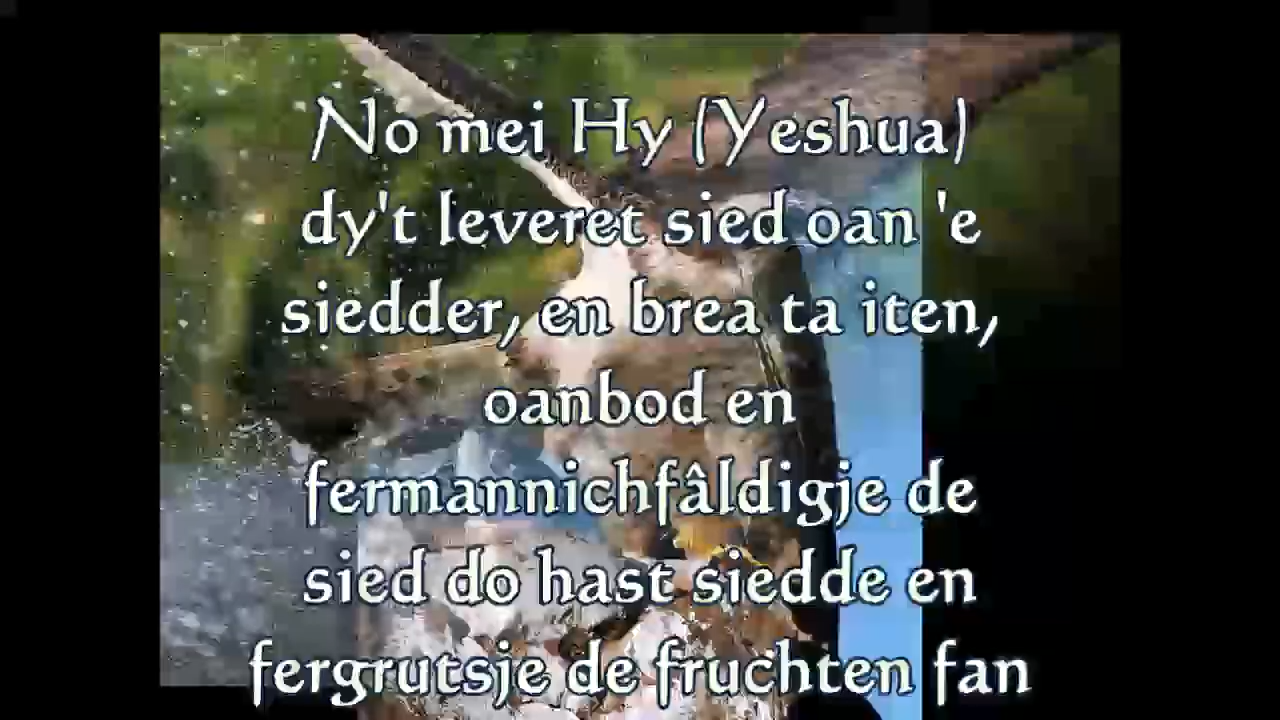 No mei Hy (Yeshua)
dy't leveret sied oan 'e
siedder, en brea ta iten,
oanbod en
fermannichfâldigje de
sied do hast siedde en
fergrutsje de fruchten fan